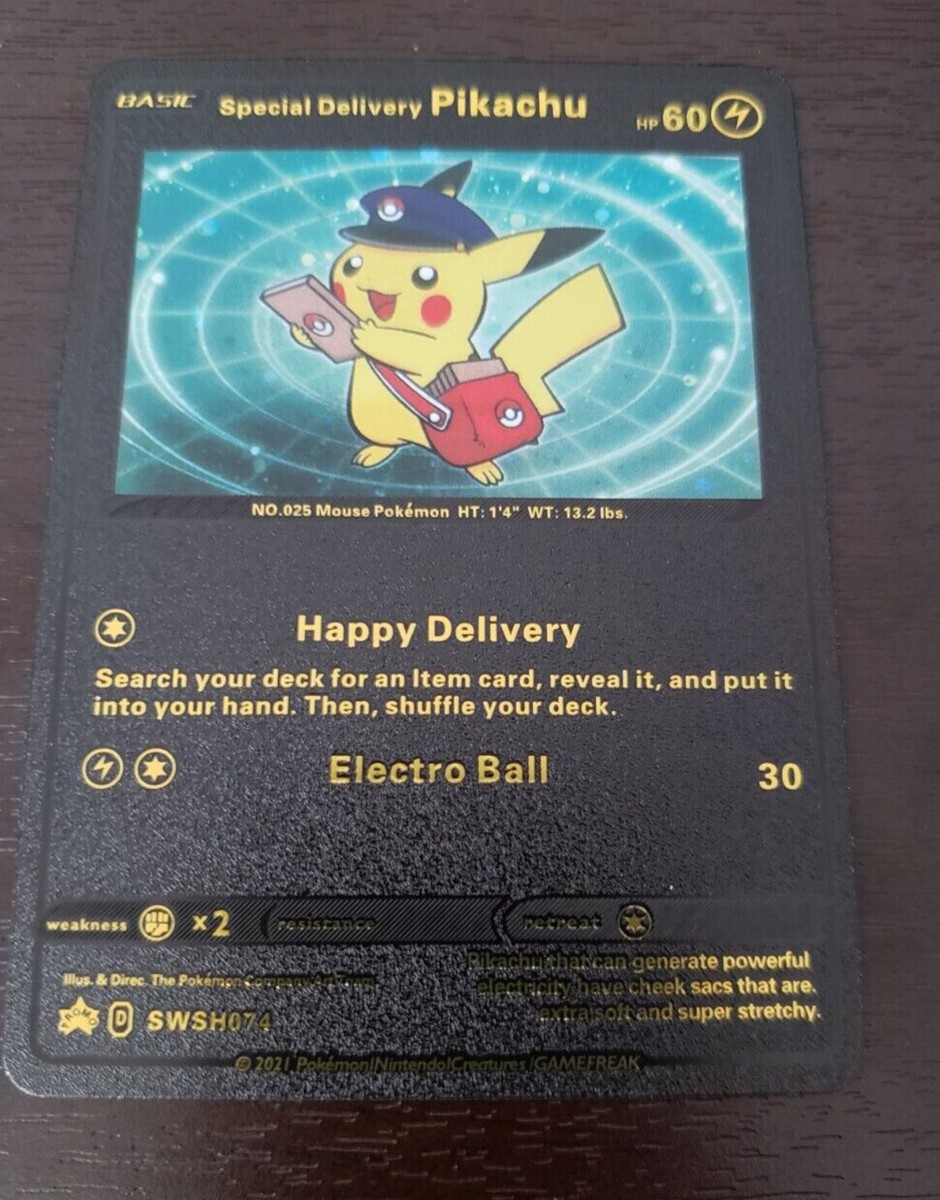 BASIC Special Delivery Pikachu HP 60
NO.025 Mouse Pokémon HT: 1'4" WT: 13.2 lbs.
Happy Delivery
Search your deck for an Item card, reveal it, and put it
into your hand. Then, shuffle your deck.
Electro Ball 30
weakness x2 resistance retreat
Illus. & Direc. The Pokémon Company
Pikachu that can generate powerful
electricity have cheek sacs that are.
extra soft and super stretchy.
PROMO D SWSH074
© 2021 Pokémon/Nintendo/Creatures/GAMEFREAK